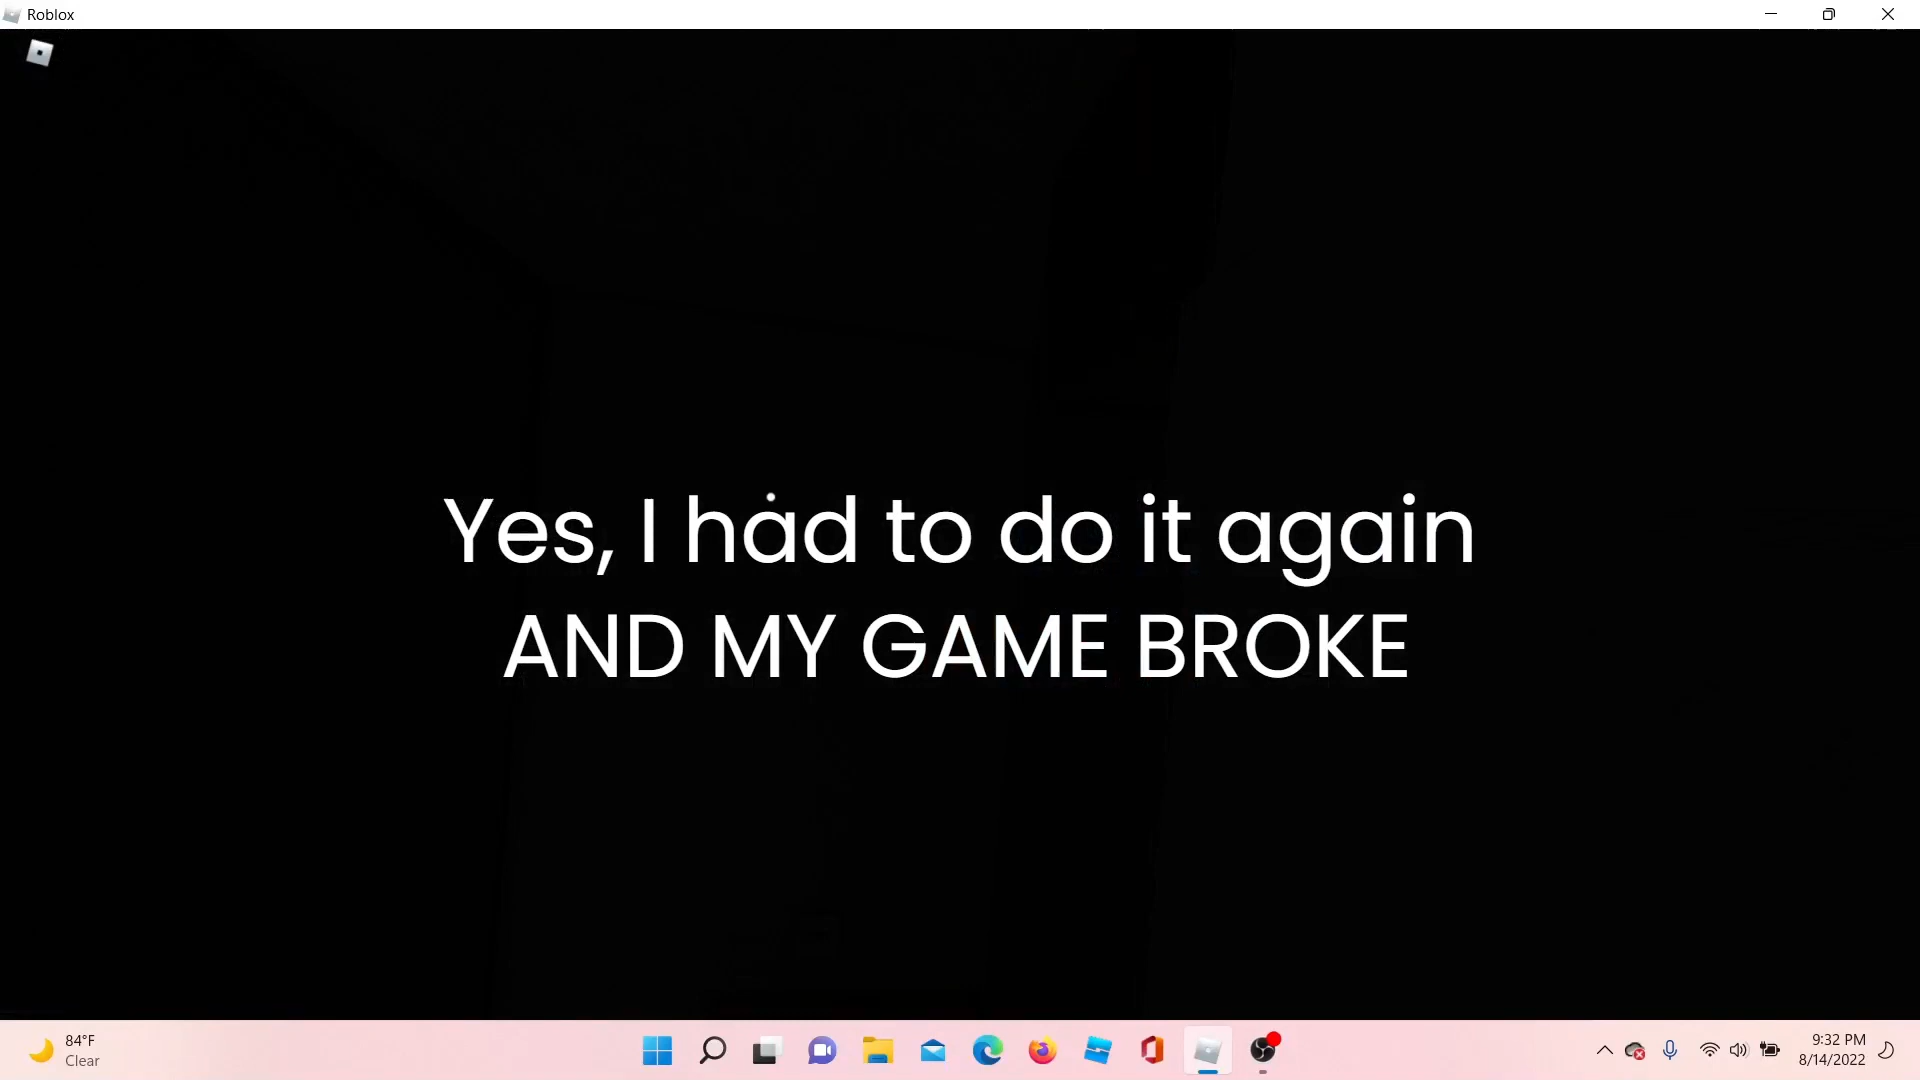 Roblox
Yes, I had to do it again
AND MY GAME BROKE
84°F
Clear
9:32 PM
8/14/2022